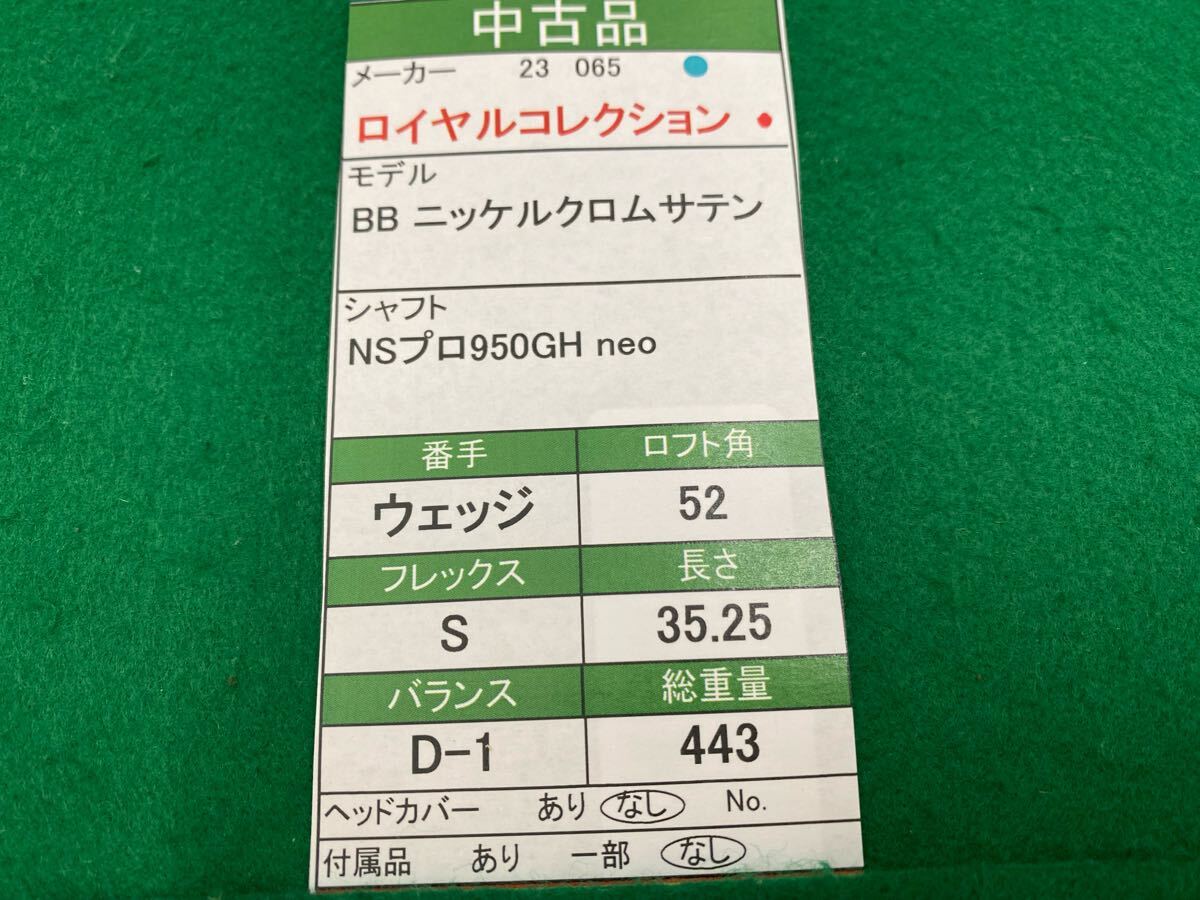 中古品
メーカー 23 065
ロイヤルコレクション
モデル
BB ニッケルクロムサテン
シャフト
NSプロ950GH neo
番手 ロフト角
ウェッジ 52
フレックス 長さ
S 35.25
バランス 総重量
D-1 443
ヘッドカバー あり なし No.
付属品 あり 一部 なし